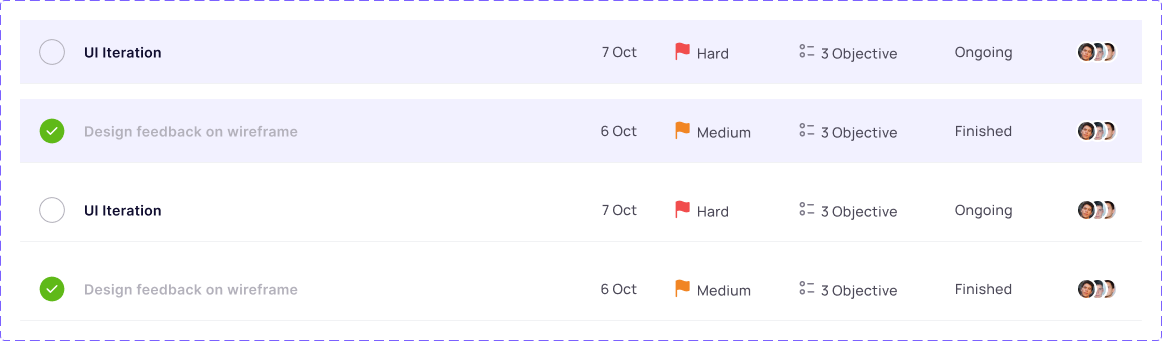 UI Iteration 7 Oct Hard 3 Objective Ongoing
Design feedback on wireframe 6 Oct Medium 3 Objective Finished
UI Iteration 7 Oct Hard 3 Objective Ongoing
Design feedback on wireframe 6 Oct Medium 3 Objective Finished